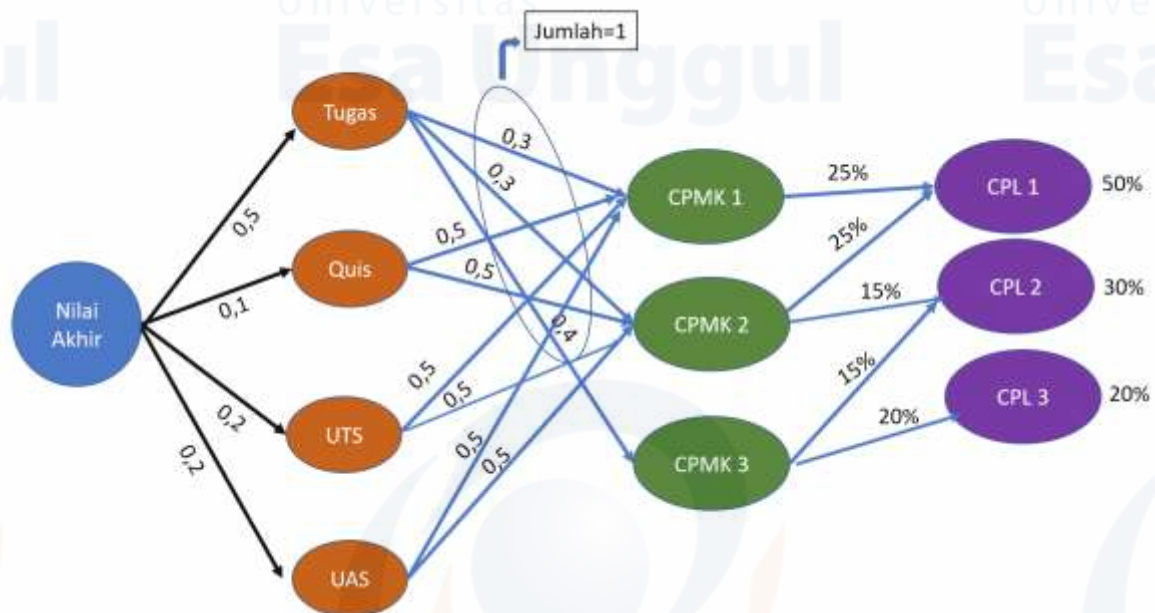 Universitas
Esa Unggul
Jumlah=1
Tugas
0,3
0,3
CPMK 1
25%
CPL 1
50%
0,5
Quis
0,5
0,5
25%
Nilai
Akhir
0,1
CPMK 2
15%
CPL 2
30%
0,4
0,2
UTS
0,5
0,5
15%
CPL 3
20%
0,2
0,5
0,5
CPMK 3
20%
UAS